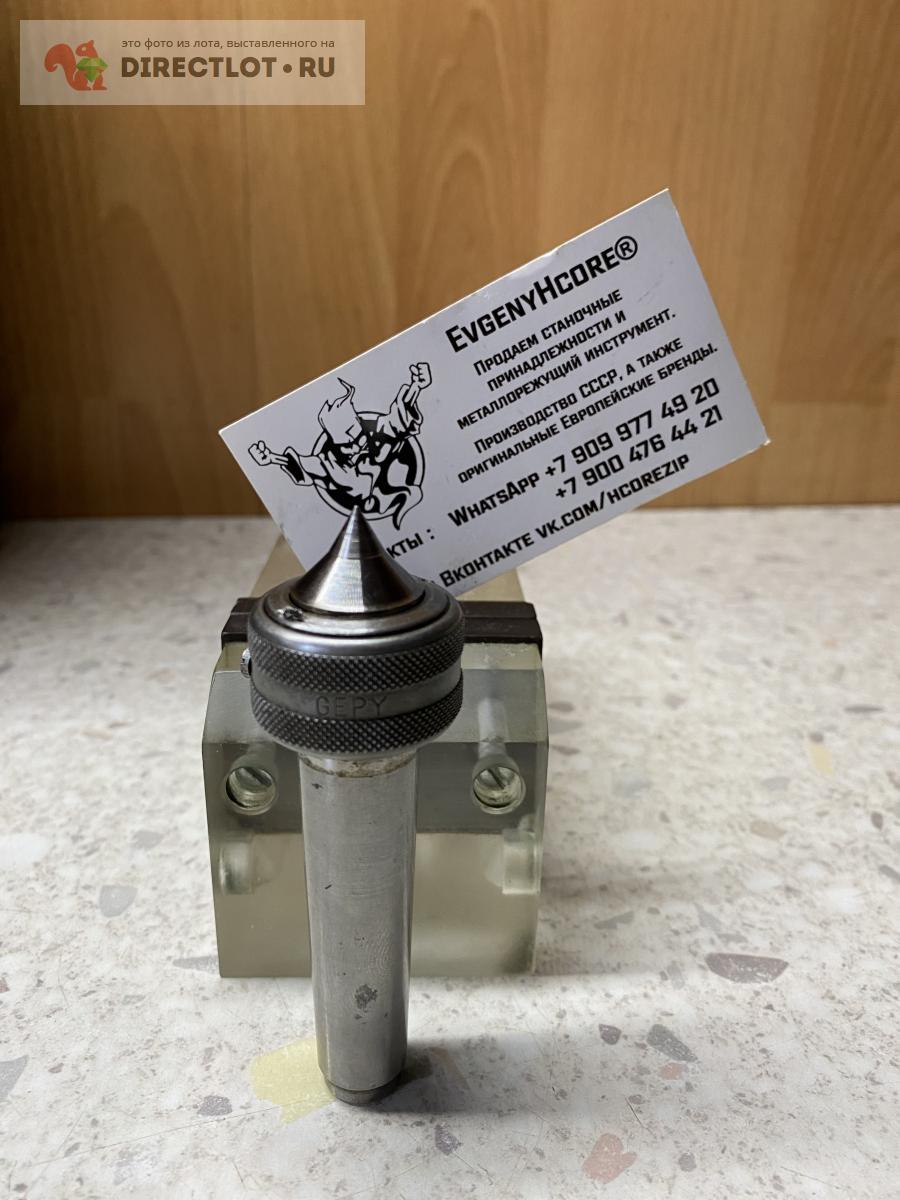 это фото из лота, выставленного на
DIRECTLOT•RU
EvgenyHcore®
Продаем станочные
принадлежности и
металлорежущий инструмент.
Производство СССР, а также
оригинальные Европейские бренды.
WhatsApp +7 909 977 49 20
+7 900 476 44 21
кты :
Вконтакте vk.com/hcorezip
GEPY